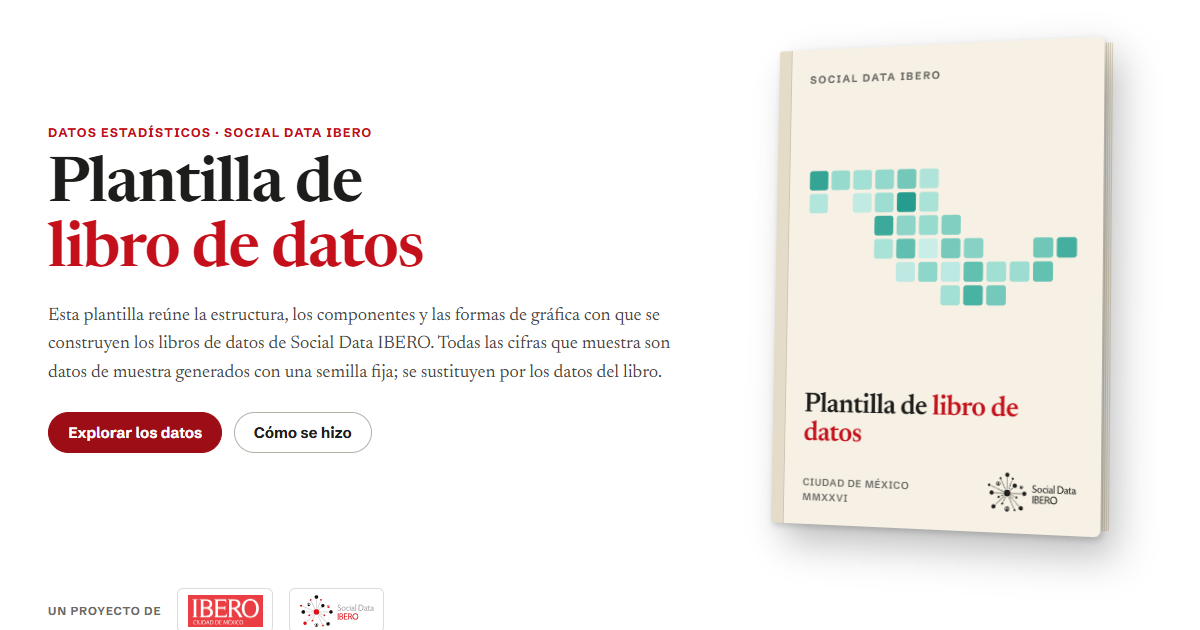 DATOS ESTADÍSTICOS · SOCIAL DATA IBERO
Plantilla de
libro de datos
Esta plantilla reúne la estructura, los componentes y las formas de gráfica con que se
construyen los libros de datos de Social Data IBERO. Todas las cifras que muestra son
datos de muestra generados con una semilla fija; se sustituyen por los datos del libro.
Explorar los datos
Cómo se hizo
UN PROYECTO DE
IBERO
CIUDAD DE MÉXICO
Social Data
IBERO
SOCIAL DATA IBERO
Plantilla de libro de
datos
CIUDAD DE MÉXICO
MMXXVI
Social Data
IBERO